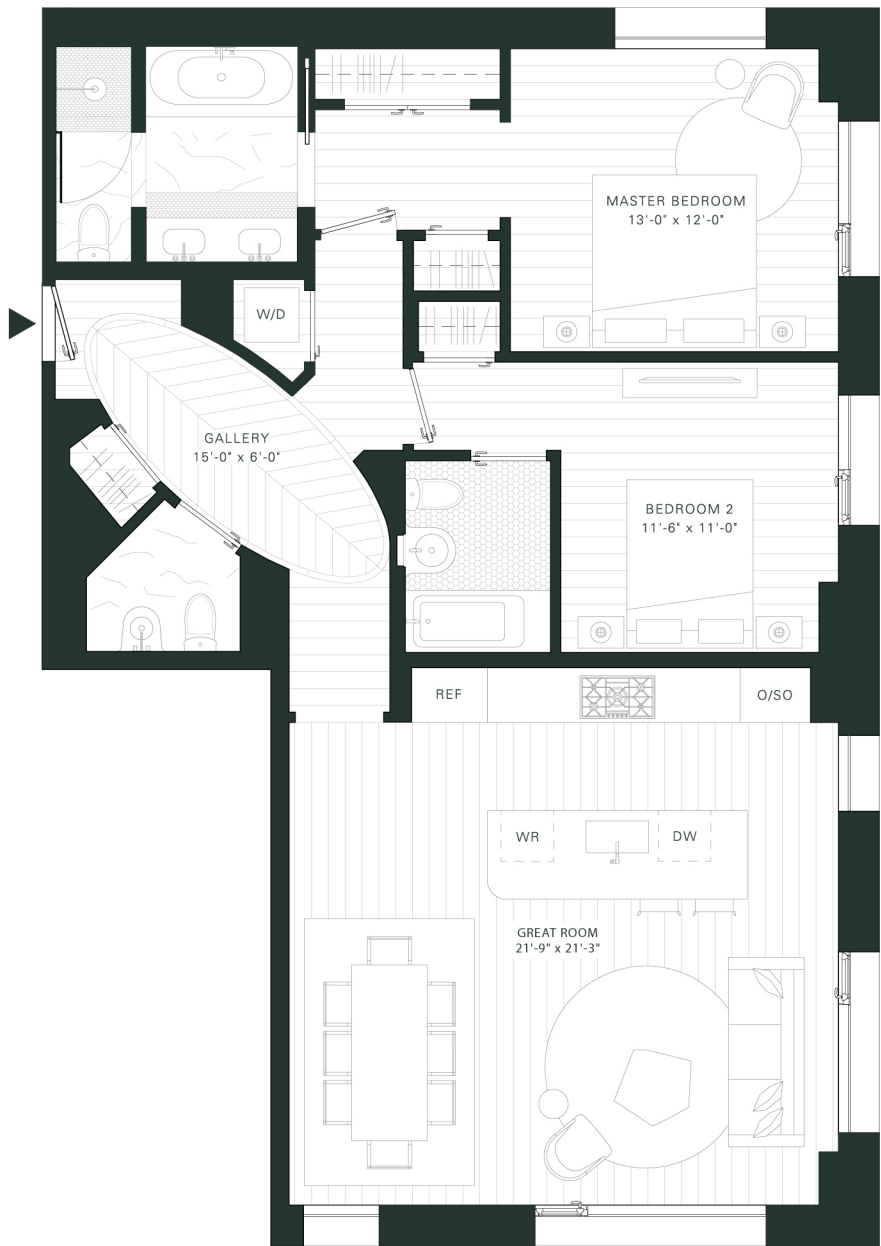 MASTER BEDROOM
13'-0" x 12'-0"
W/D
GALLERY
15'-0" x 6'-0"
BEDROOM 2
11'-6" x 11'-0"
REF
O/SO
WR
DW
GREAT ROOM
21'-9" x 21'-3"